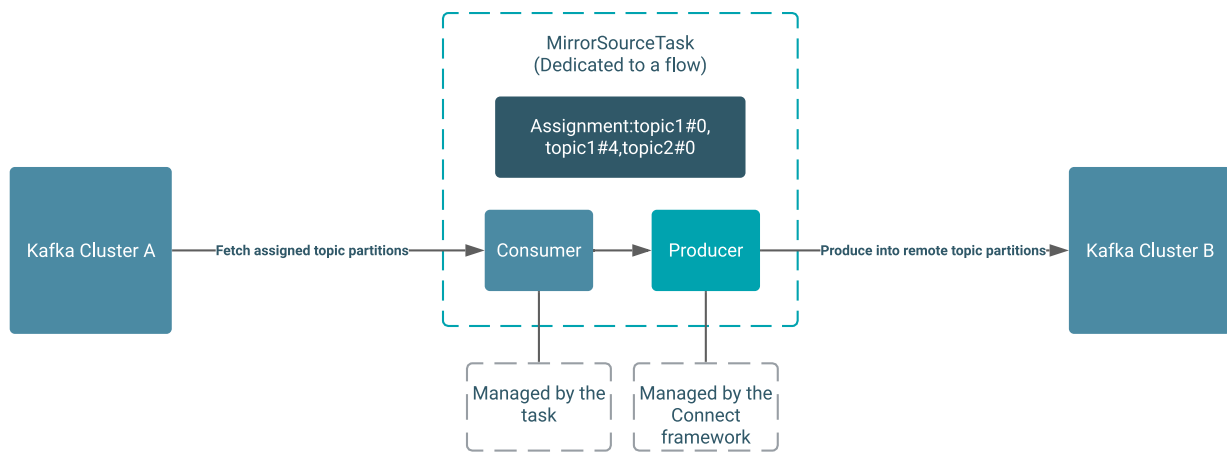 MirrorSourceTask
(Dedicated to a flow)
Assignment:topic1#0,
topic1#4,topic2#0
Kafka Cluster A
Fetch assigned topic partitions
Consumer
Producer
Produce into remote topic partitions
Kafka Cluster B
Managed by the
task
Managed by the
Connect
framework